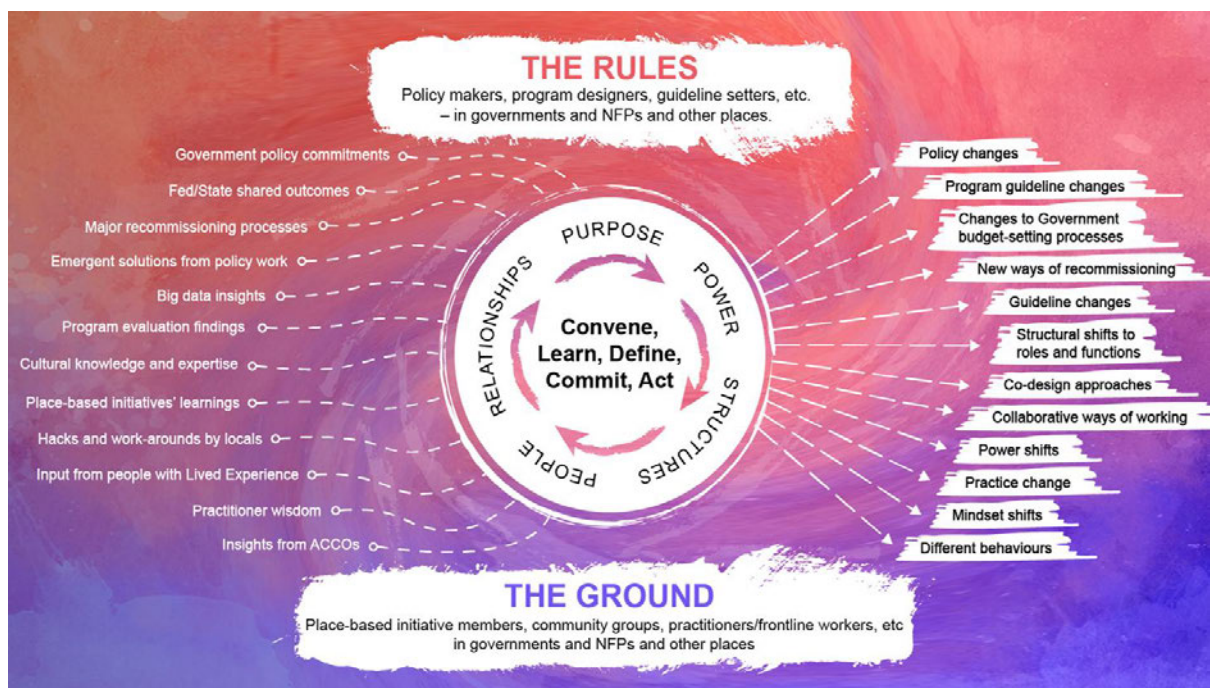 THE RULES
Policy makers, program designers, guideline setters, etc.
– in governments and NFPs and other places.
Government policy commitments
Fed/State shared outcomes
Major recommissioning processes
Emergent solutions from policy work
Big data insights
Program evaluation findings
Cultural knowledge and expertise
Place-based initiatives' learnings
Hacks and work-arounds by locals
Input from people with Lived Experience
Practitioner wisdom
Insights from ACCOs
PURPOSE
POWER
STRUCTURES
PEOPLE
RELATIONSHIPS
Convene,
Learn, Define,
Commit, Act
Policy changes
Program guideline changes
Changes to Government
budget-setting processes
New ways of recommissioning
Guideline changes
Structural shifts to
roles and functions
Co-design approaches
Collaborative ways of working
Power shifts
Practice change
Mindset shifts
Different behaviours
THE GROUND
Place-based initiative members, community groups, practitioners/frontline workers, etc
in governments and NFPs and other places